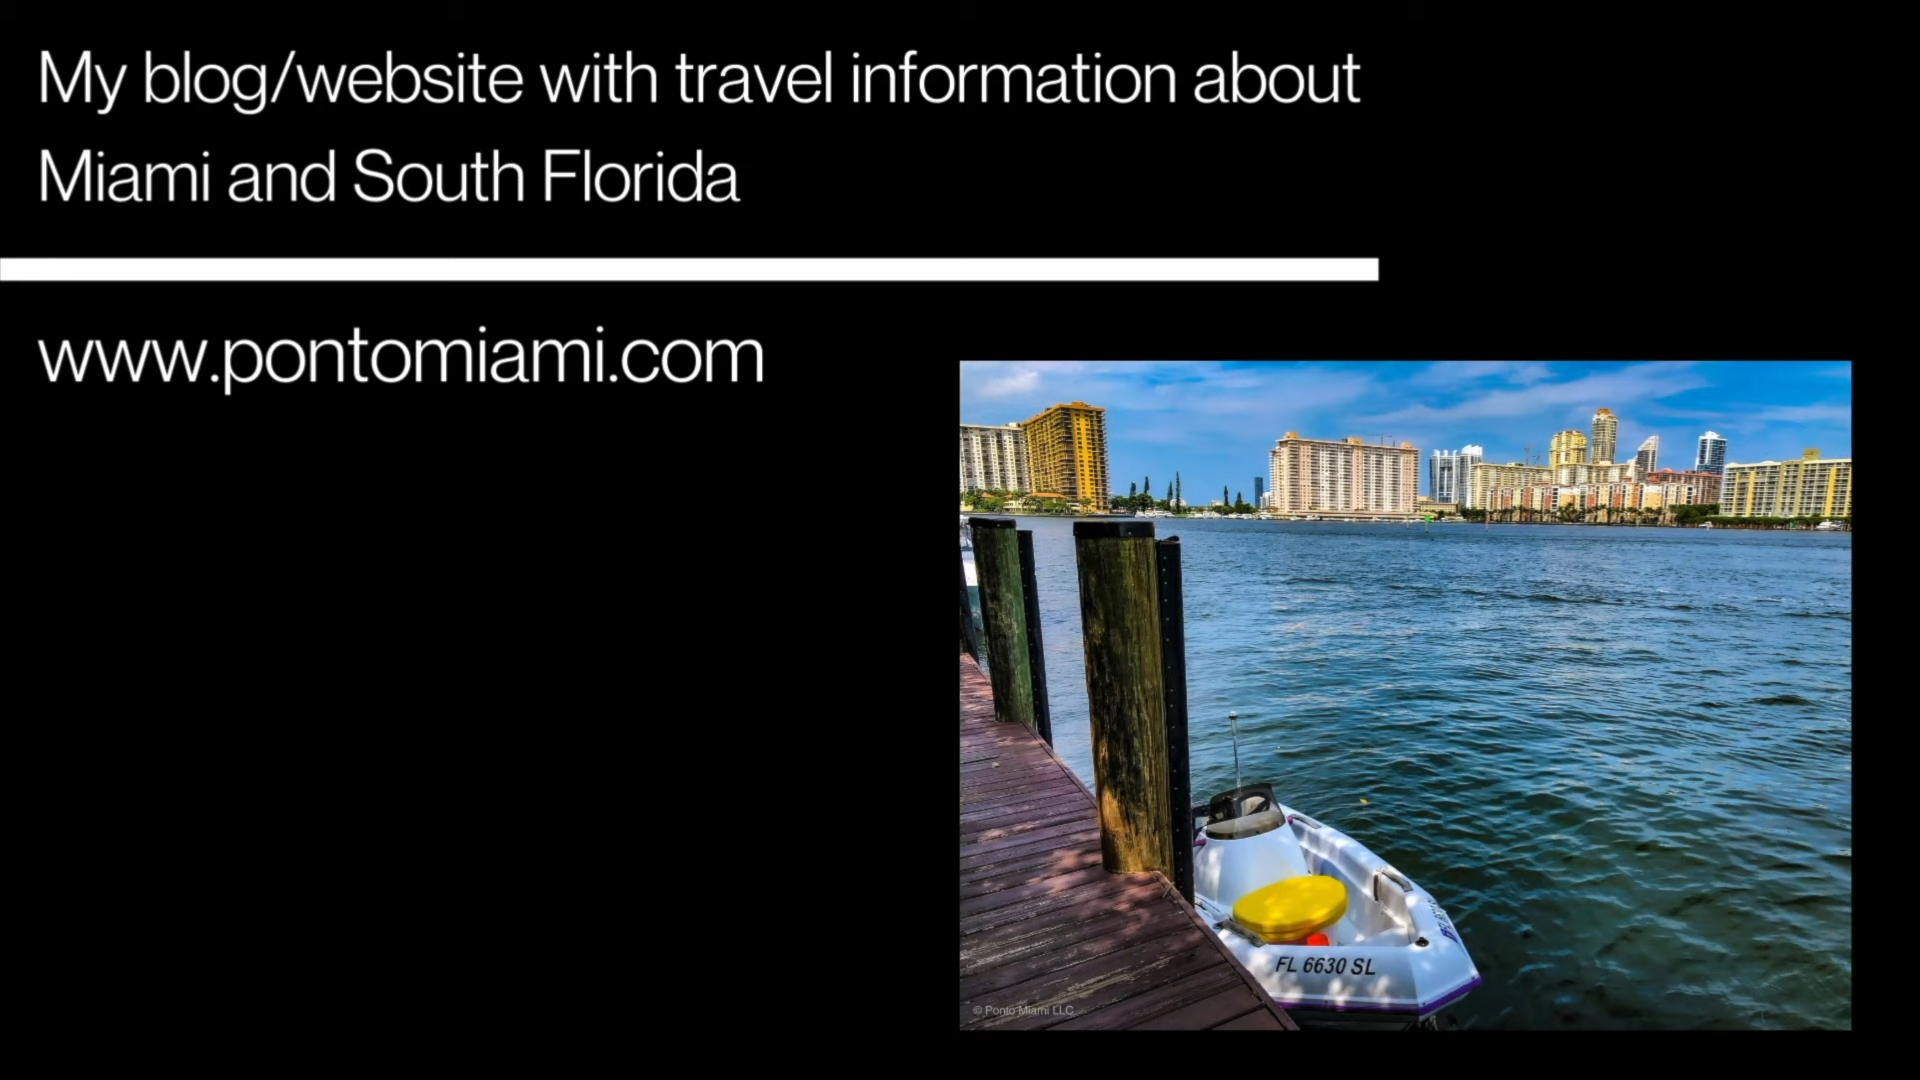 My blog/website with travel information about
Miami and South Florida
www.pontomiami.com
FL 6630 SL
© Ponto Miami LLC